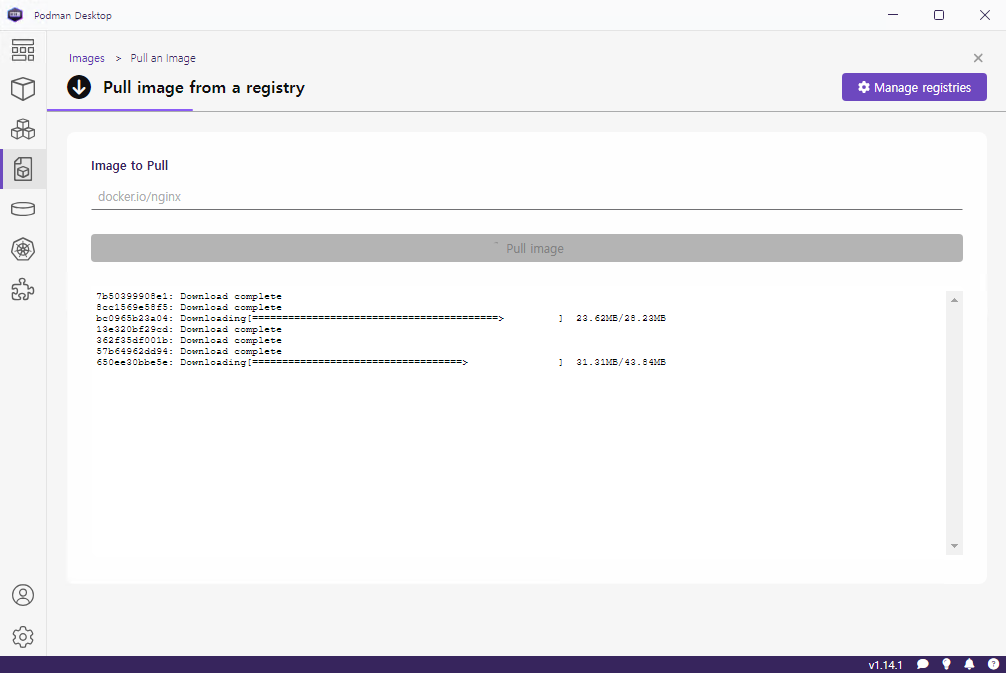 Podman Desktop
Images > Pull an Image
Pull image from a registry
Manage registries
Image to Pull
docker.io/nginx
Pull image
7b50399908e1: Download complete
8cc1569e58f5: Download complete
bc0965b23a04: Downloading[=========================================>          ]  23.62MB/28.23MB
13e320bf29cd: Download complete
362f35df001b: Download complete
57b64962dd94: Download complete
650ee30bbe5e: Downloading[===================================>               ]  31.31MB/43.84MB
v1.14.1